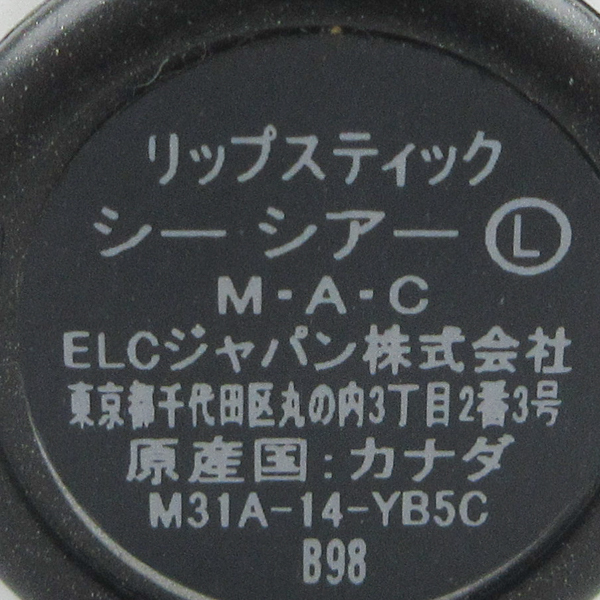 リップスティック
シー シアー Ⓛ
M・A・C
ELCジャパン株式会社
東京都千代田区丸の内3丁目2番3号
原産国:カナダ
M31A-14-YB5C
B98